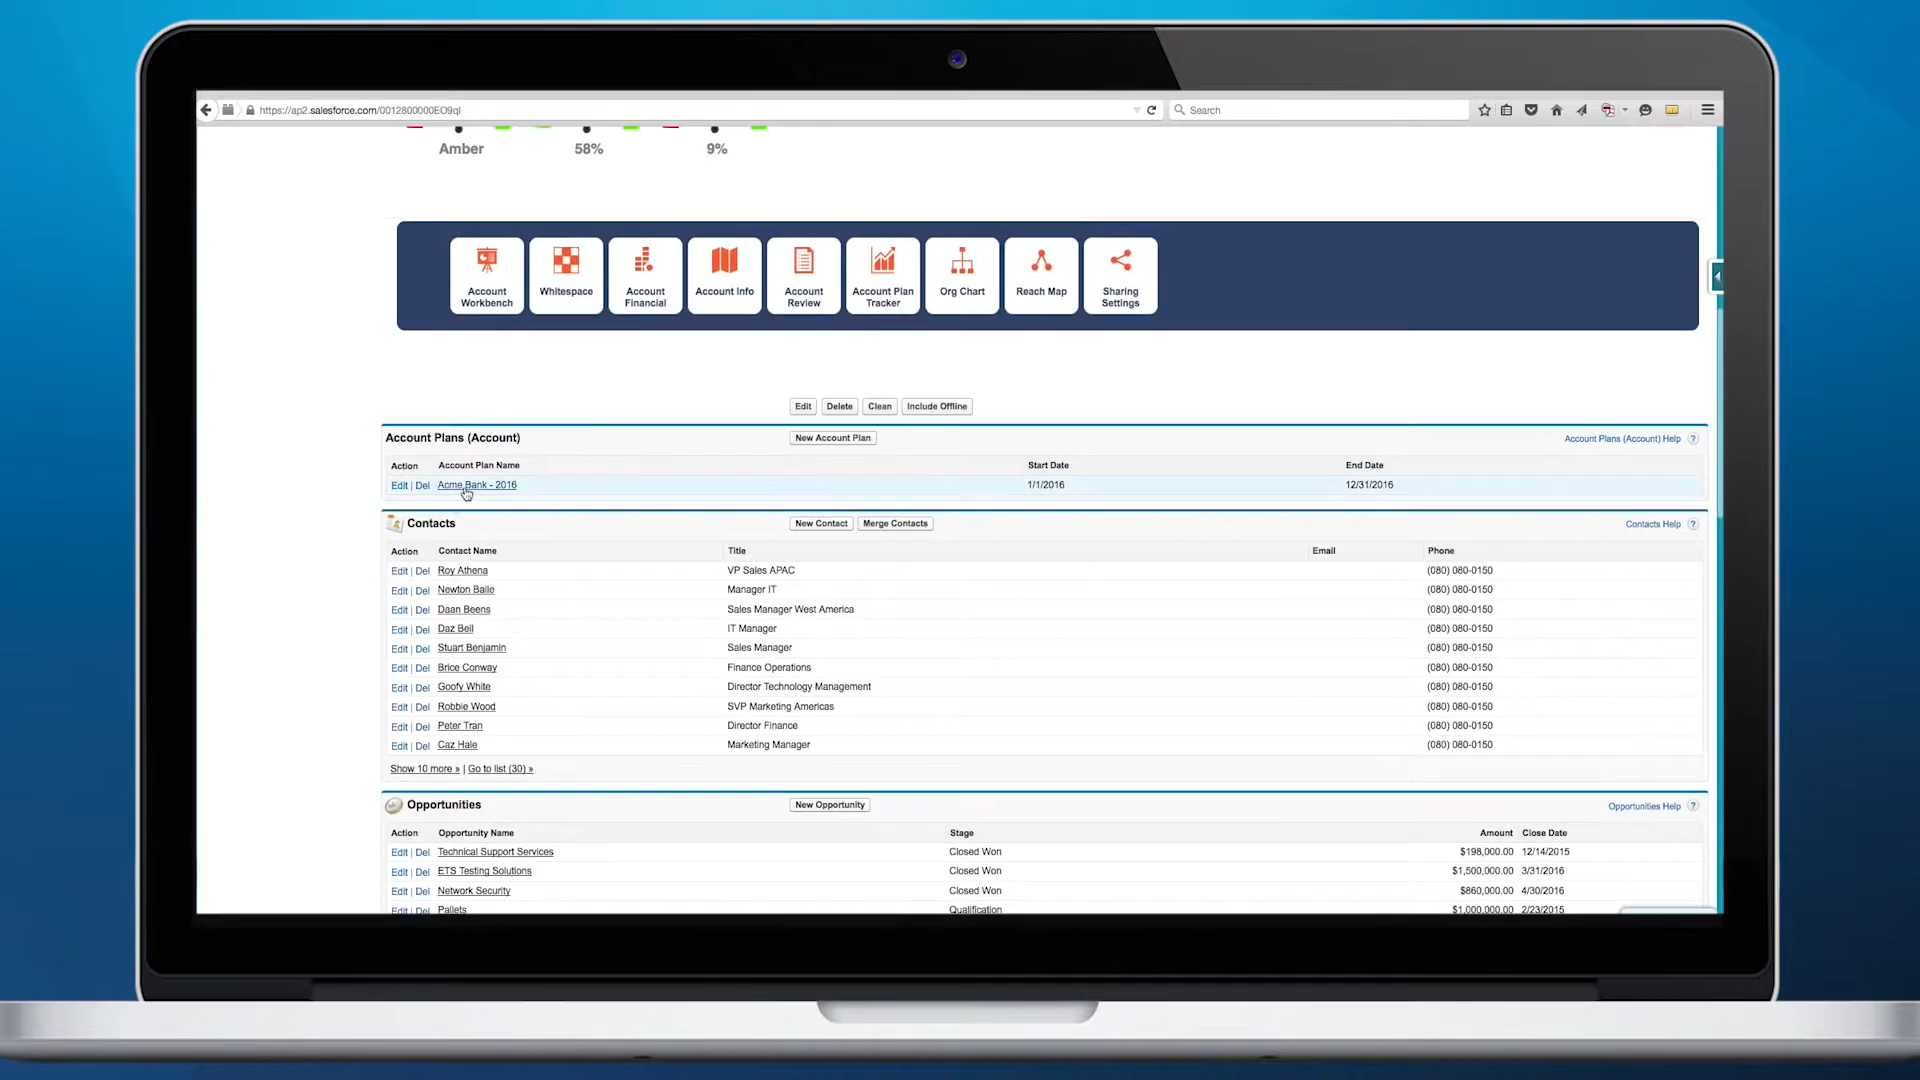 https://ap2.salesforce.com/0012800000EO9ql
Search
Amber 58% 9%
Account Workbench
Whitespace
Account Financial
Account Info
Account Review
Account Plan Tracker
Org Chart
Reach Map
Sharing Settings
Edit Delete Clean Include Offline
Account Plans (Account) New Account Plan Account Plans (Account) Help ?
Action Account Plan Name Start Date End Date
Edit | Del Acme Bank - 2016 1/1/2016 12/31/2016
Contacts New Contact Merge Contacts Contacts Help ?
Action Contact Name Title Email Phone
Edit | Del Roy Athena VP Sales APAC (080) 080-0150
Edit | Del Newton Baile Manager IT (080) 080-0150
Edit | Del Daan Beens Sales Manager West America (080) 080-0150
Edit | Del Daz Bell IT Manager (080) 080-0150
Edit | Del Stuart Benjamin Sales Manager (080) 080-0150
Edit | Del Brice Conway Finance Operations (080) 080-0150
Edit | Del Goofy White Director Technology Management (080) 080-0150
Edit | Del Robbie Wood SVP Marketing Americas (080) 080-0150
Edit | Del Peter Tran Director Finance (080) 080-0150
Edit | Del Caz Hale Marketing Manager (080) 080-0150
Show 10 more » | Go to list (30) »
Opportunities New Opportunity Opportunities Help ?
Action Opportunity Name Stage Amount Close Date
Edit | Del Technical Support Services Closed Won $198,000.00 12/14/2015
Edit | Del ETS Testing Solutions Closed Won $1,500,000.00 3/31/2016
Edit | Del Network Security Closed Won $860,000.00 4/30/2016
Edit | Del Pallets Qualification $1,000,000.00 2/23/2015